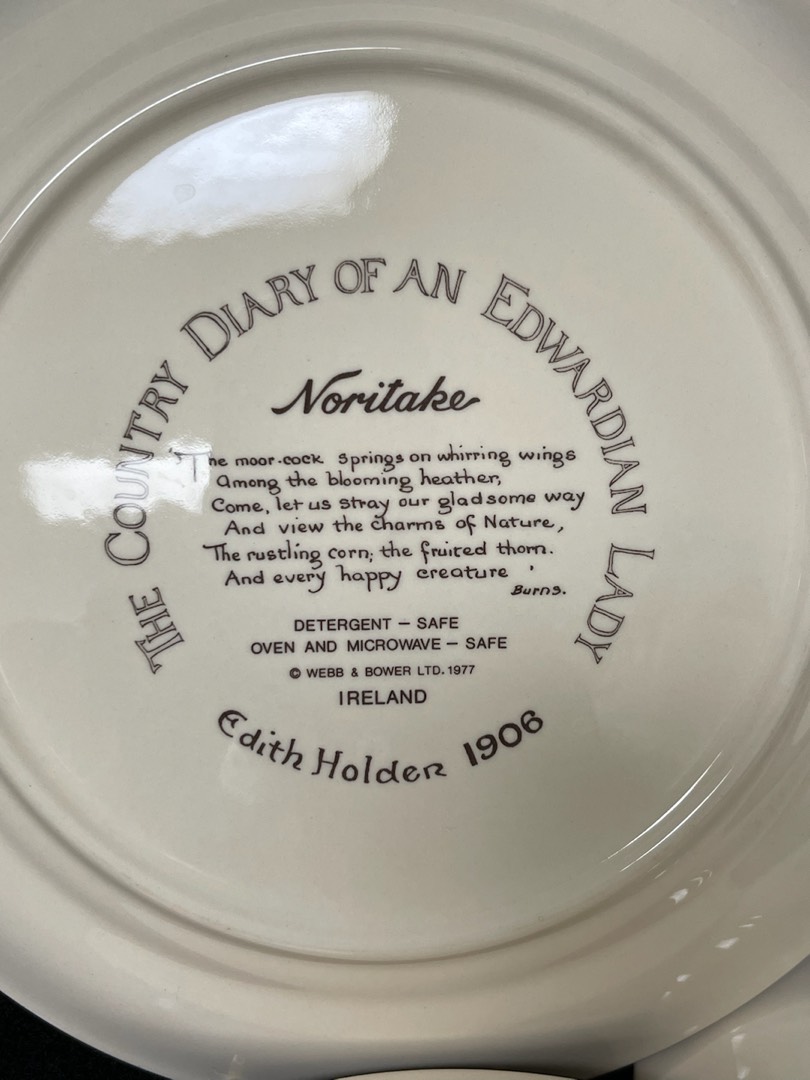 THE COUNTRY DIARY OF AN EDWARDIAN LADY
Noritake
'The moor-cock springs on whirring wings
Among the blooming heather,
Come, let us stray our gladsome way
And view the charms of Nature,
The rustling corn; the fruited thorn.
And every happy creature '
Burns.
DETERGENT – SAFE
OVEN AND MICROWAVE – SAFE
© WEBB & BOWER LTD. 1977
IRELAND
Edith Holden 1906